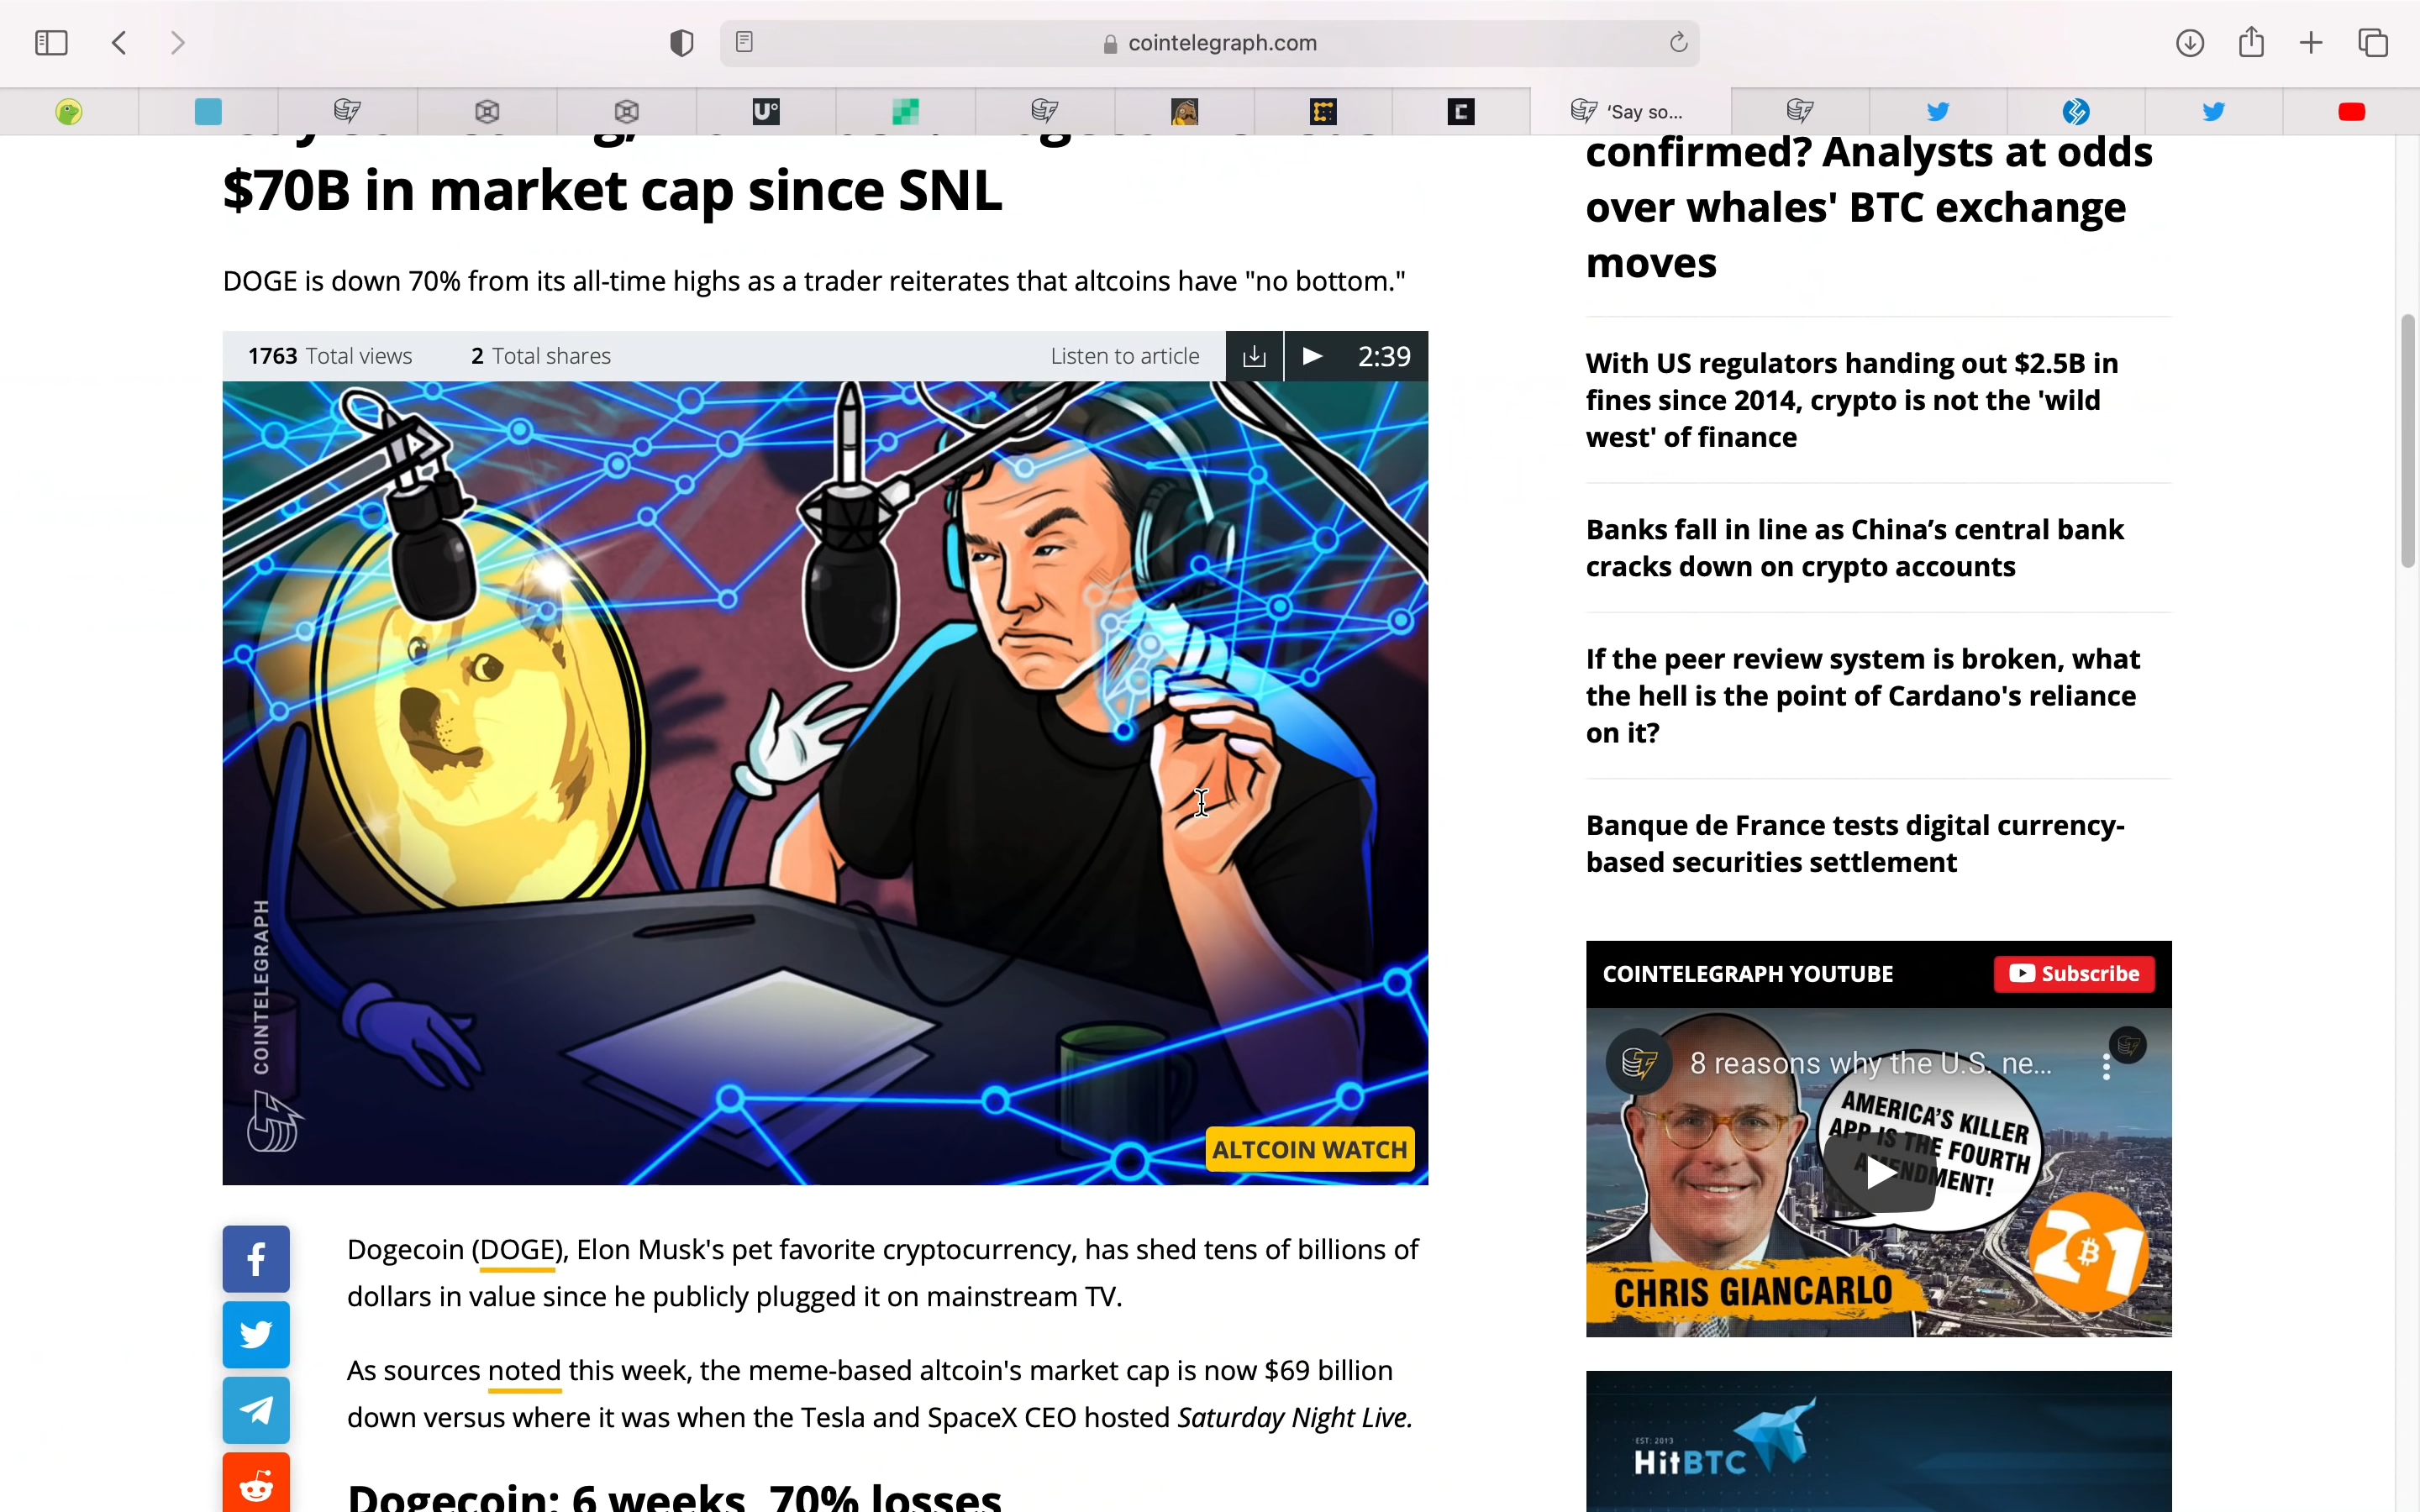 cointelegraph.com
'Say so...
$70B in market cap since SNL
DOGE is down 70% from its all-time highs as a trader reiterates that altcoins have "no bottom."
1763 Total views 2 Total shares Listen to article 2:39
COINTELEGRAPH
ALTCOIN WATCH
Dogecoin (DOGE), Elon Musk's pet favorite cryptocurrency, has shed tens of billions of
dollars in value since he publicly plugged it on mainstream TV.
As sources noted this week, the meme-based altcoin's market cap is now $69 billion
down versus where it was when the Tesla and SpaceX CEO hosted Saturday Night Live.
Dogecoin: 6 weeks, 70% losses
confirmed? Analysts at odds
over whales' BTC exchange
moves
With US regulators handing out $2.5B in
fines since 2014, crypto is not the 'wild
west' of finance
Banks fall in line as China’s central bank
cracks down on crypto accounts
If the peer review system is broken, what
the hell is the point of Cardano's reliance
on it?
Banque de France tests digital currency-
based securities settlement
COINTELEGRAPH YOUTUBE
Subscribe
8 reasons why the U.S. ne...
AMERICA'S KILLER
APP IS THE FOURTH
AMENDMENT!
21
CHRIS GIANCARLO
EST: 2013
HitBTC